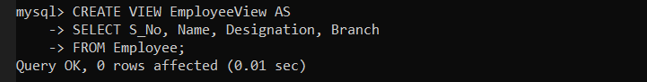 mysql> CREATE VIEW EmployeeView AS
    -> SELECT S_No, Name, Designation, Branch
    -> FROM Employee;
Query OK, 0 rows affected (0.01 sec)